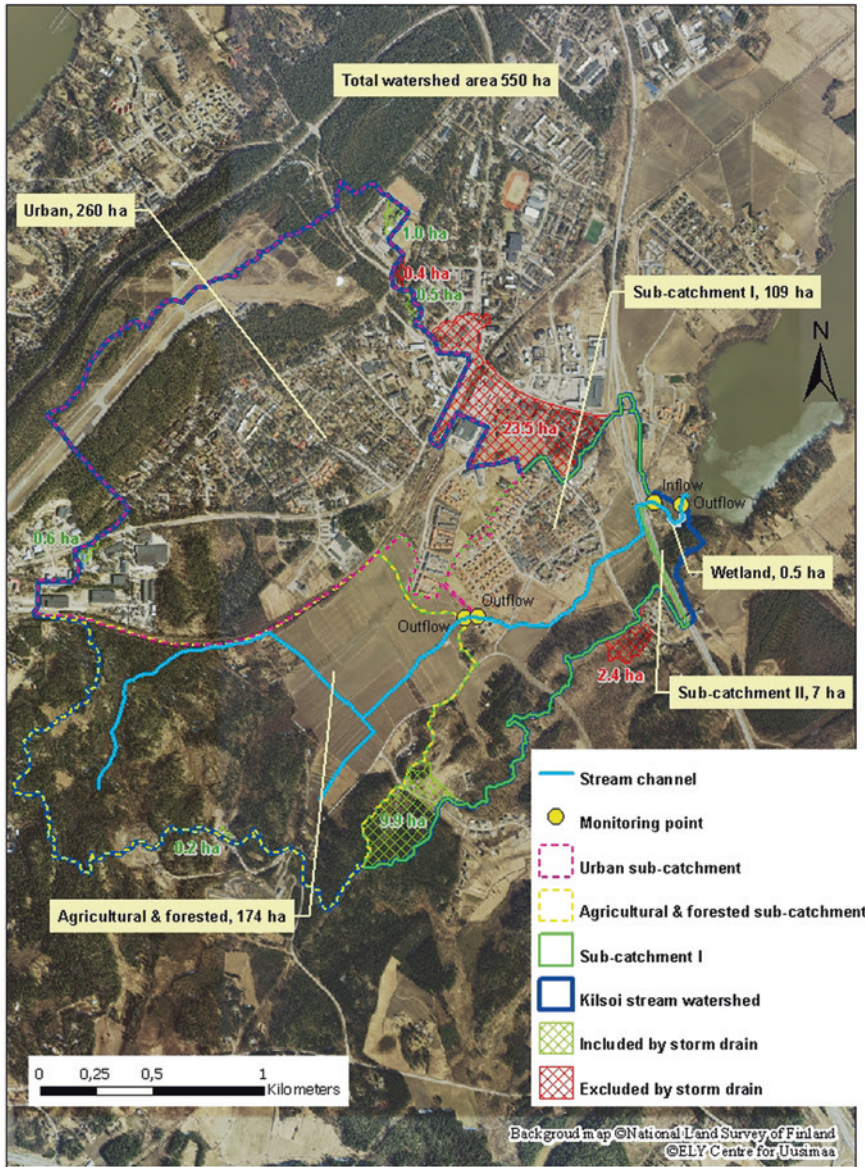 Total watershed area 550 ha
Urban, 260 ha
1.0 ha
0.4 ha
0.5 ha
Sub-catchment I, 109 ha
N
23.5 ha
Inflow
Outflow
0.6 ha
Wetland, 0.5 ha
Outflow
Outflow
2.4 ha
Sub-catchment II, 7 ha
9.9 ha
0.2 ha
Agricultural & forested, 174 ha
Stream channel
Monitoring point
Urban sub-catchment
Agricultural & forested sub-catchment
Sub-catchment I
Kilsoi stream watershed
Included by storm drain
Excluded by storm drain
0 0,25 0,5 1
Kilometers
Backgroud map ©National Land Survey of Finland
©ELY Centre for Uusimaa